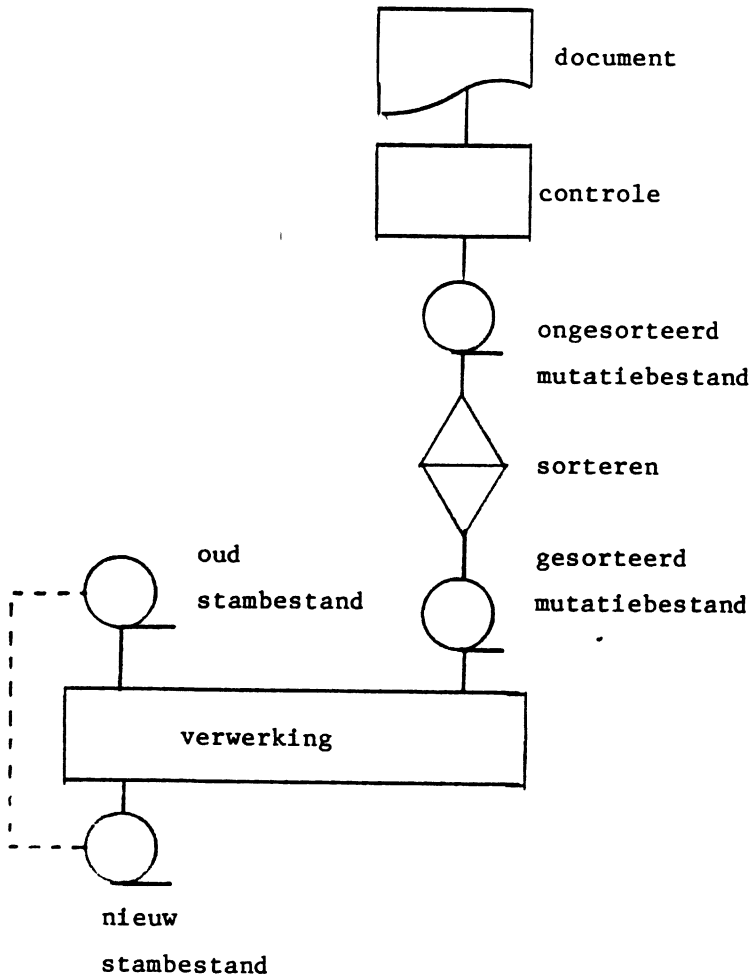 document
controle
ongesorteerd
mutatiebestand
sorteren
oud
stambestand
gesorteerd
mutatiebestand
verwerking
nieuw
stambestand